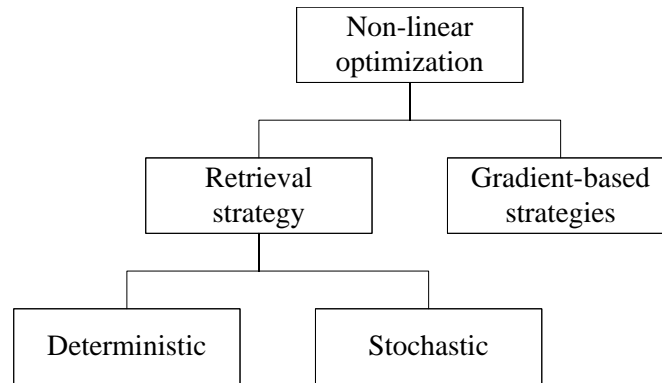 Non-linear
optimization
Retrieval
strategy
Gradient-based
strategies
Deterministic
Stochastic